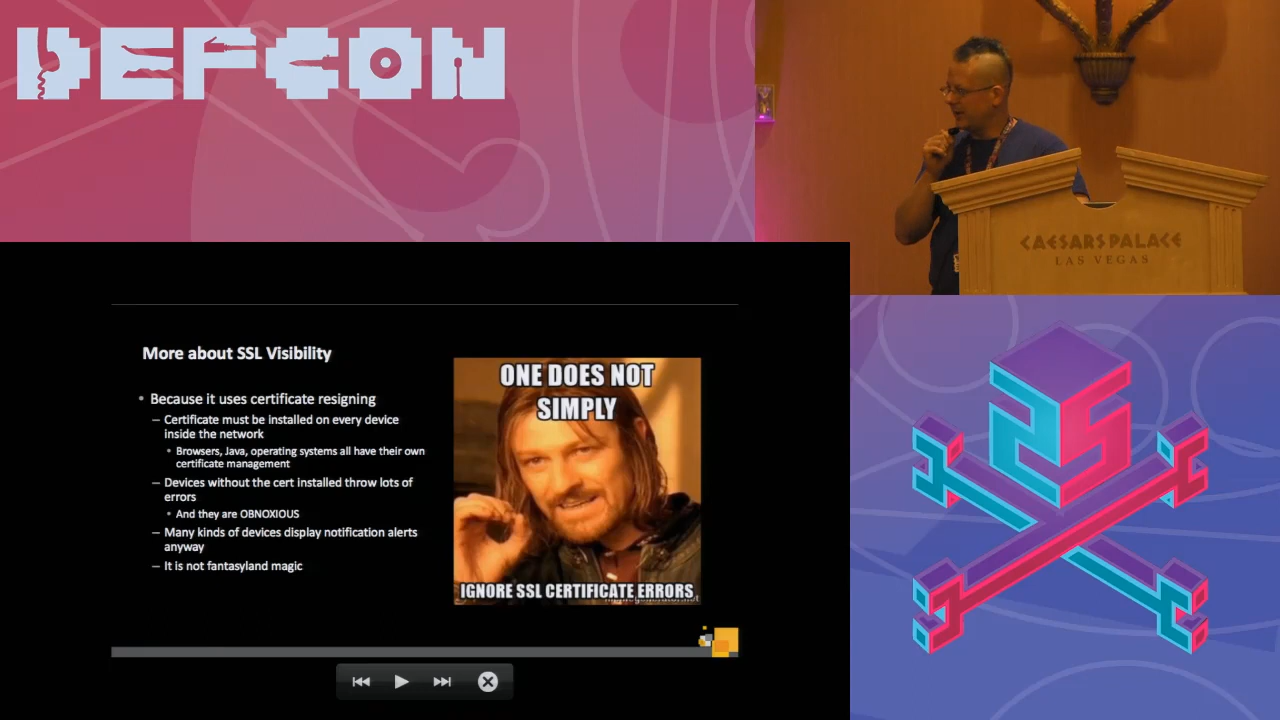 DEFCON
CAESARS PALACE
LAS VEGAS
More about SSL Visibility
• Because it uses certificate resigning
– Certificate must be installed on every device
inside the network
• Browsers, Java, operating systems all have their own
certificate management
– Devices without the cert installed throw lots of
errors
• And they are OBNOXIOUS
– Many kinds of devices display notification alerts
anyway
– It is not fantasyland magic
ONE DOES NOT
SIMPLY
IGNORE SSL CERTIFICATE ERRORS